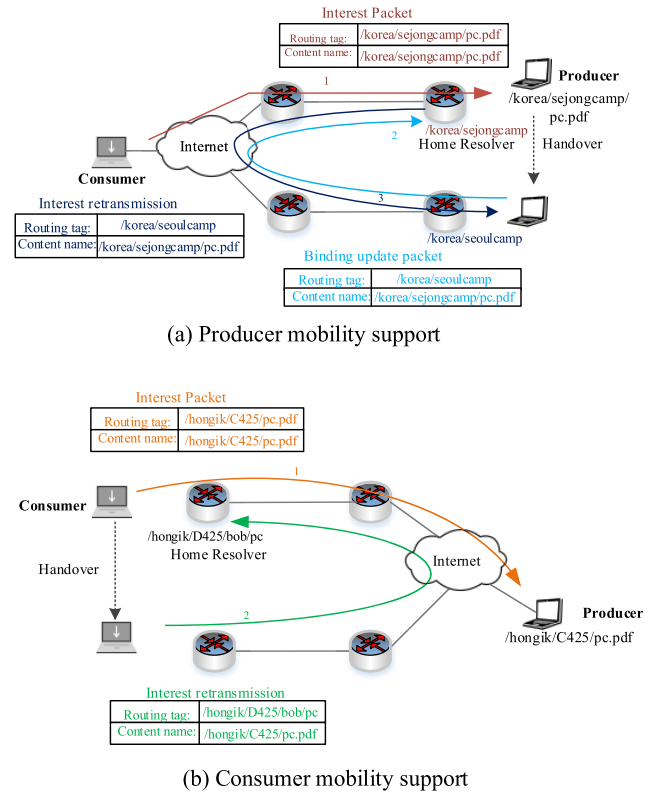 Interest Packet
Routing tag: /korea/sejongcamp/pc.pdf
Content name: /korea/sejongcamp/pc.pdf
1
Producer
/korea/sejongcamp/
pc.pdf
/korea/sejongcamp
Home Resolver
2
Handover
Internet
Consumer
Interest retransmission
Routing tag: /korea/seoulcamp
Content name: /korea/sejongcamp/pc.pdf
3
/korea/seoulcamp
Binding update packet
Routing tag: /korea/seoulcamp
Content name: /korea/sejongcamp/pc.pdf
(a) Producer mobility support
Interest Packet
Routing tag: /hongik/C425/pc.pdf
Content name: /hongik/C425/pc.pdf
1
Consumer
/hongik/D425/bob/pc
Home Resolver
Handover
Internet
Producer
/hongik/C425/pc.pdf
2
Interest retransmission
Routing tag: /hongik/D425/bob/pc
Content name: /hongik/C425/pc.pdf
(b) Consumer mobility support